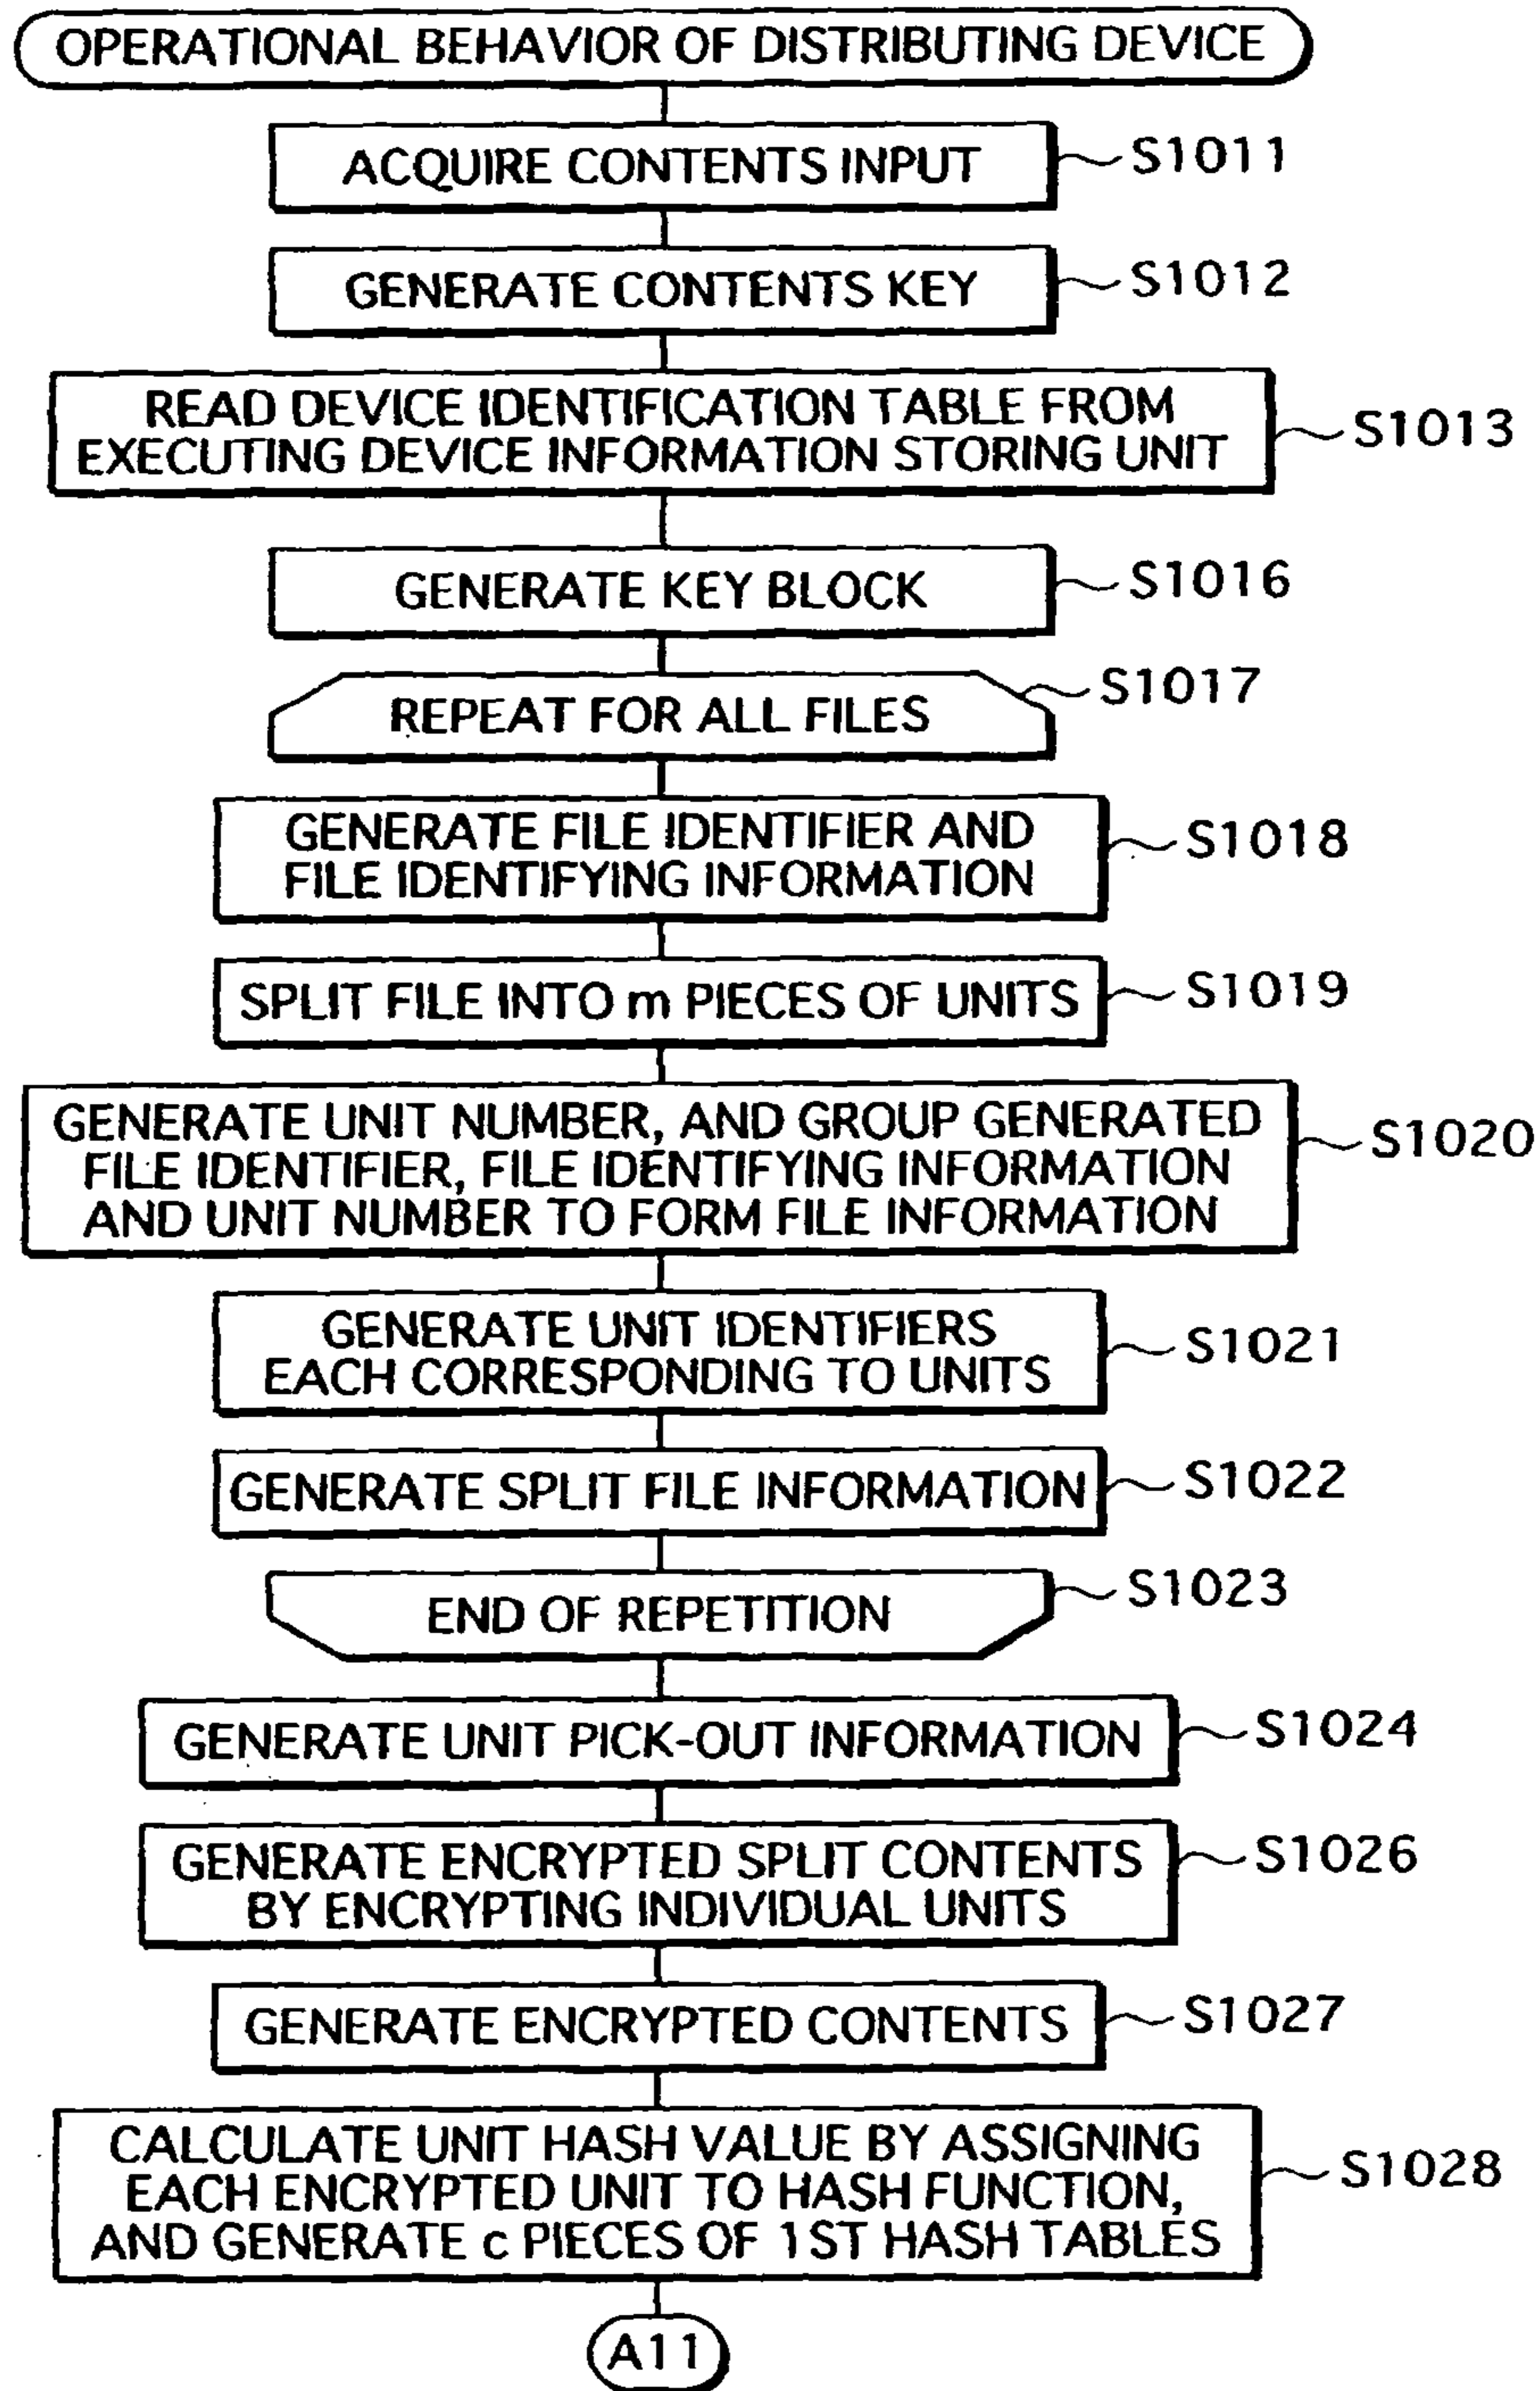 OPERATIONAL BEHAVIOR OF DISTRIBUTING DEVICE
ACQUIRE CONTENTS INPUT
S1011
GENERATE CONTENTS KEY
S1012
READ DEVICE IDENTIFICATION TABLE FROM
EXECUTING DEVICE INFORMATION STORING UNIT
S1013
GENERATE KEY BLOCK
S1016
REPEAT FOR ALL FILES
S1017
GENERATE FILE IDENTIFIER AND
FILE IDENTIFYING INFORMATION
S1018
SPLIT FILE INTO m PIECES OF UNITS
S1019
GENERATE UNIT NUMBER, AND GROUP GENERATED
FILE IDENTIFIER, FILE IDENTIFYING INFORMATION
AND UNIT NUMBER TO FORM FILE INFORMATION
S1020
GENERATE UNIT IDENTIFIERS
EACH CORRESPONDING TO UNITS
S1021
GENERATE SPLIT FILE INFORMATION
S1022
END OF REPETITION
S1023
GENERATE UNIT PICK-OUT INFORMATION
S1024
GENERATE ENCRYPTED SPLIT CONTENTS
BY ENCRYPTING INDIVIDUAL UNITS
S1026
GENERATE ENCRYPTED CONTENTS
S1027
CALCULATE UNIT HASH VALUE BY ASSIGNING
EACH ENCRYPTED UNIT TO HASH FUNCTION,
AND GENERATE c PIECES OF 1ST HASH TABLES
S1028
A11